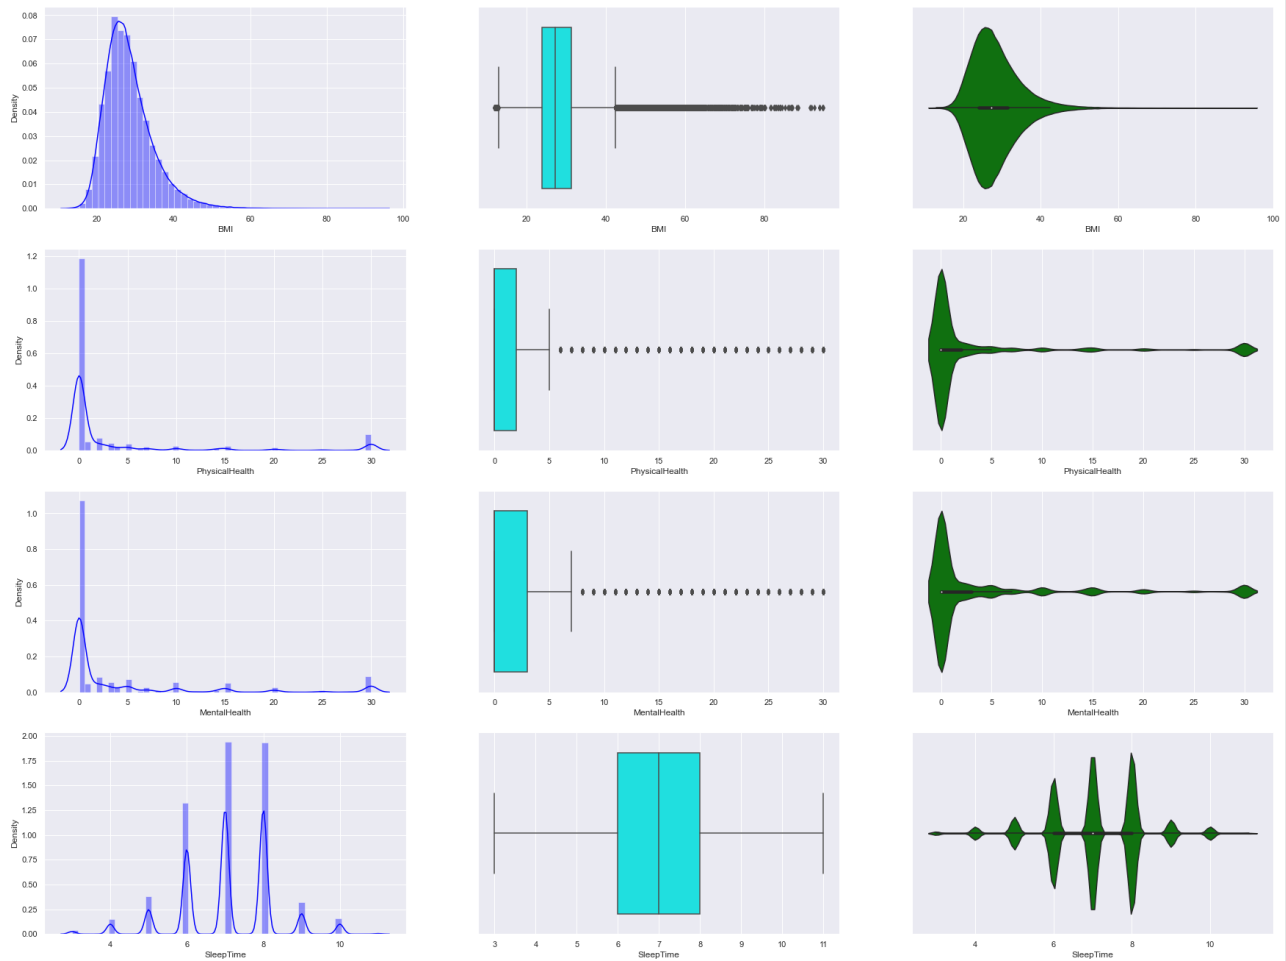 0.08
0.07
0.06
0.05
0.04
0.03
0.02
0.01
0.00
Density
20 40 60 80 100
BMI
20 40 60 80
BMI
20 40 60 80 100
BMI
1.2
1.0
0.8
0.6
0.4
0.2
0.0
Density
0 5 10 15 20 25 30
PhysicalHealth
0 5 10 15 20 25 30
PhysicalHealth
0 5 10 15 20 25 30
PhysicalHealth
1.0
0.8
0.6
0.4
0.2
0.0
Density
0 5 10 15 20 25 30
MentalHealth
0 5 10 15 20 25 30
MentalHealth
0 5 10 15 20 25 30
MentalHealth
2.00
1.75
1.50
1.25
1.00
0.75
0.50
0.25
0.00
Density
4 6 8 10
SleepTime
3 4 5 6 7 8 9 10 11
SleepTime
4 6 8 10
SleepTime